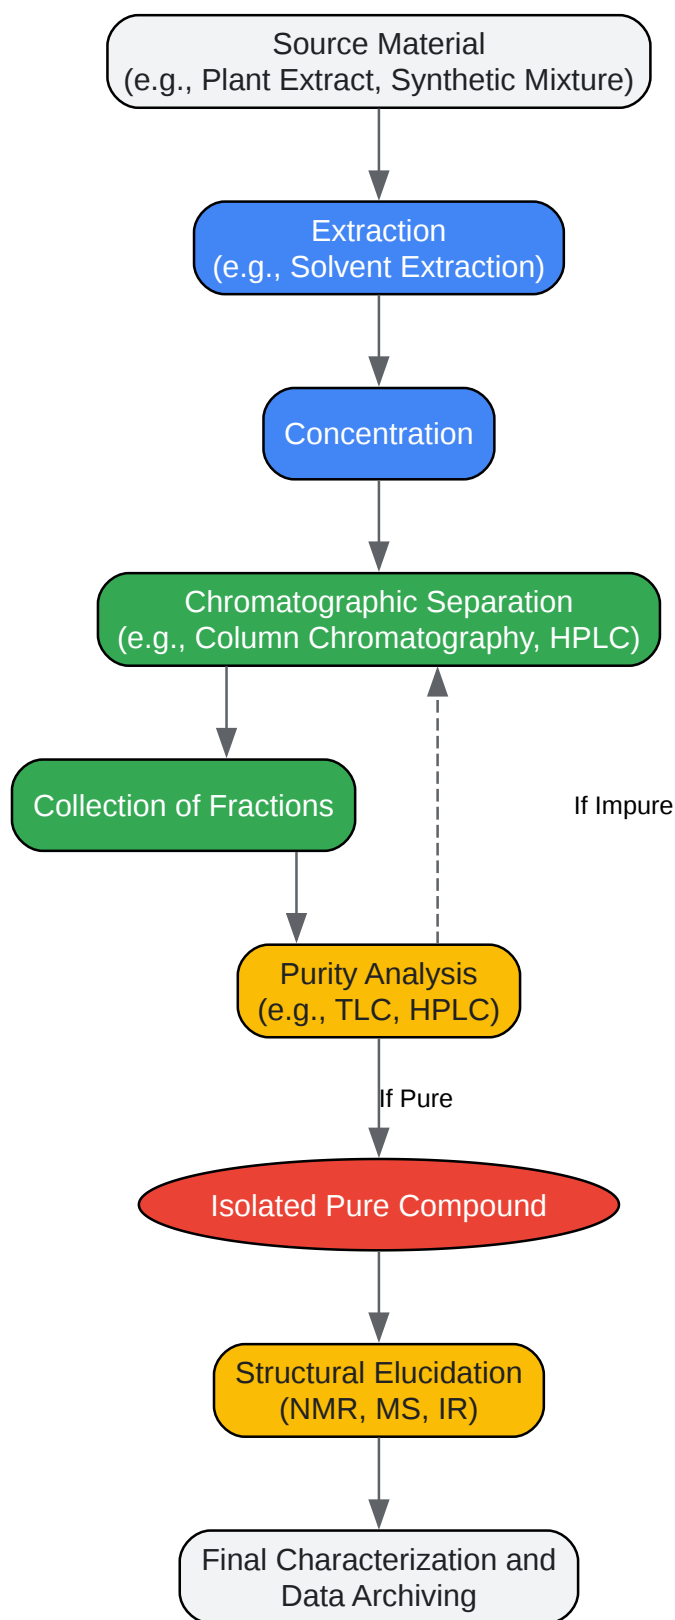 Source Material
(e.g., Plant Extract, Synthetic Mixture)
Extraction
(e.g., Solvent Extraction)
Concentration
Chromatographic Separation
(e.g., Column Chromatography, HPLC)
Collection of Fractions
If Impure
Purity Analysis
(e.g., TLC, HPLC)
If Pure
Isolated Pure Compound
Structural Elucidation
(NMR, MS, IR)
Final Characterization and
Data Archiving